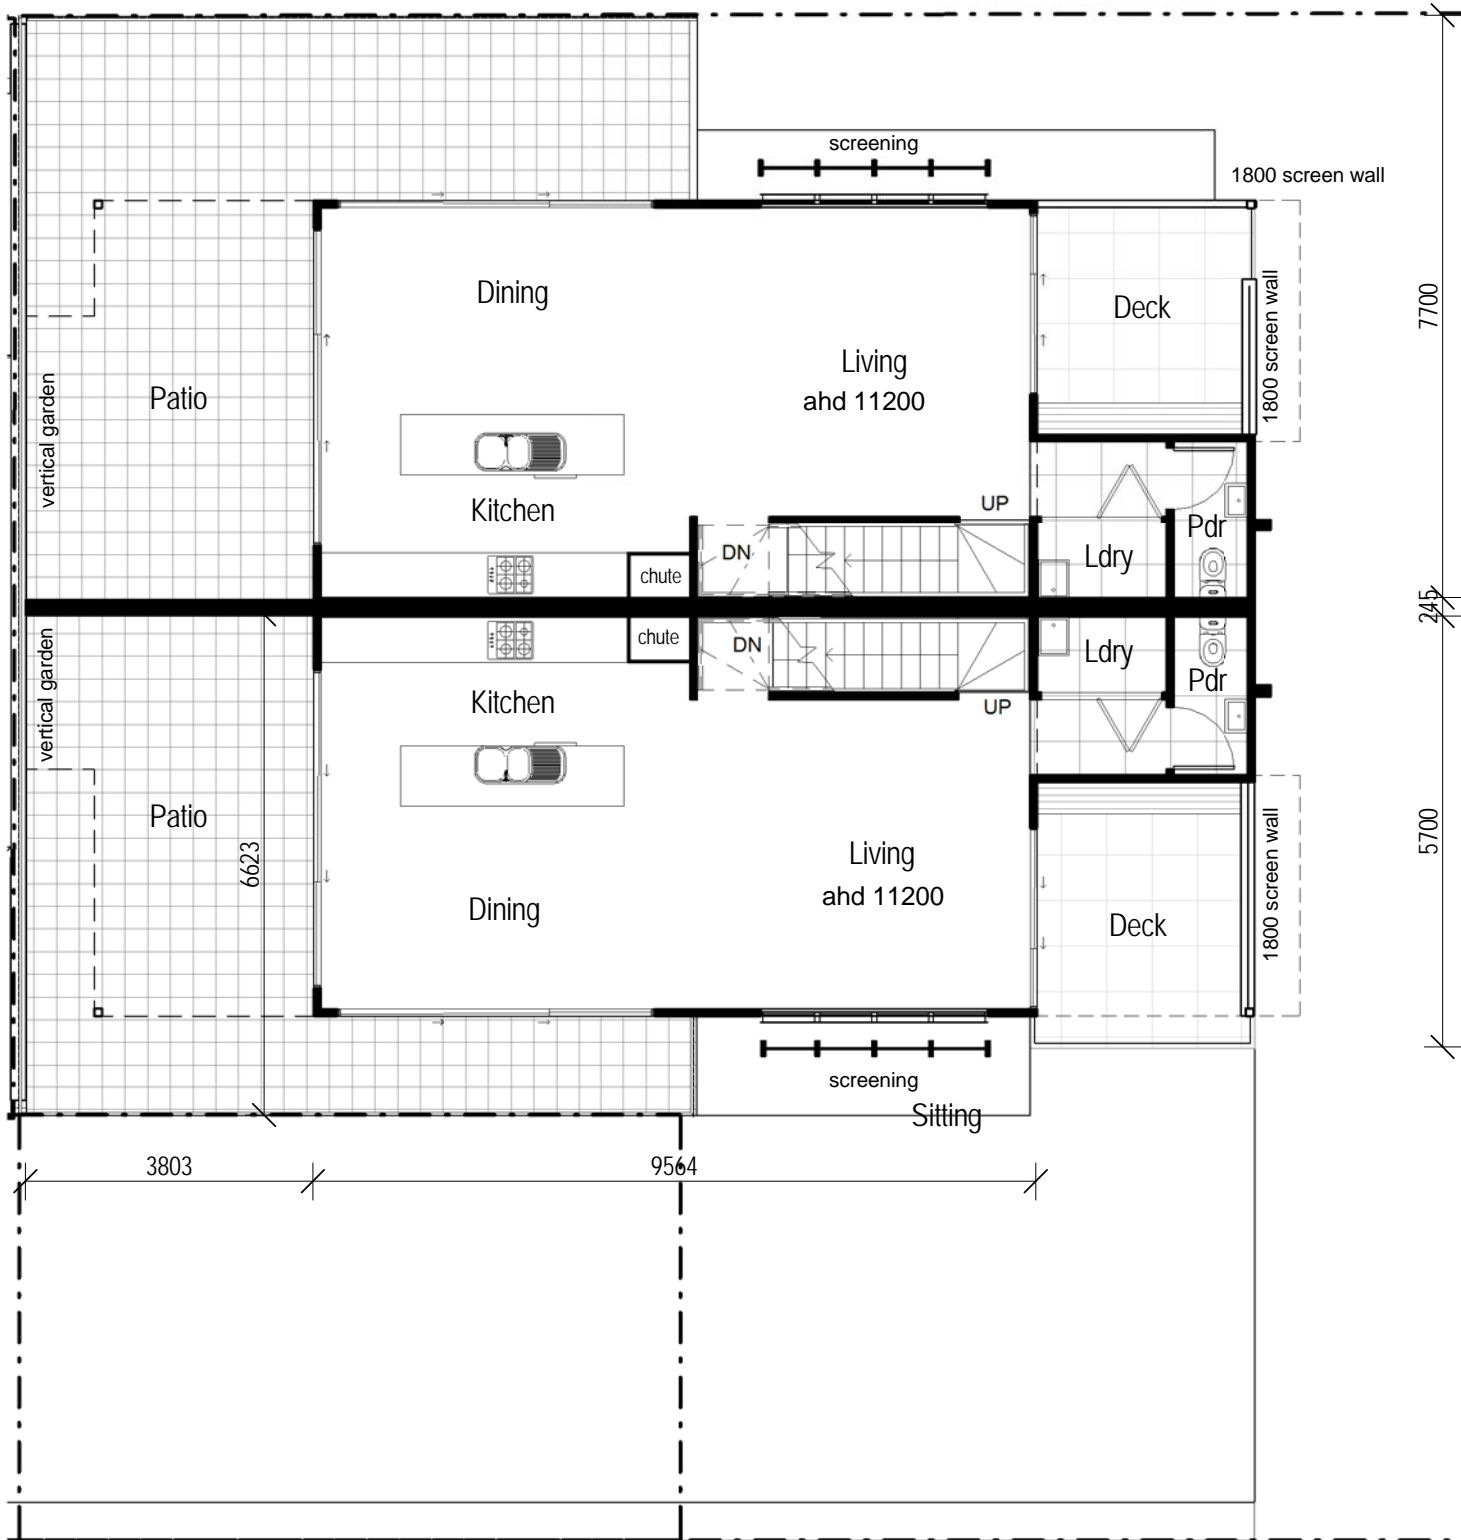 screening
1800 screen wall
Dining
Deck
1800 screen wall
7700
Living
ahd 11200
Patio
vertical garden
Kitchen
UP
Pdr
DN
Ldry
chute
245
chute
DN
Ldry
Pdr
vertical garden
Kitchen
UP
Patio
6623
Living
ahd 11200
Dining
Deck
1800 screen wall
5700
screening
Sitting
3803
9564